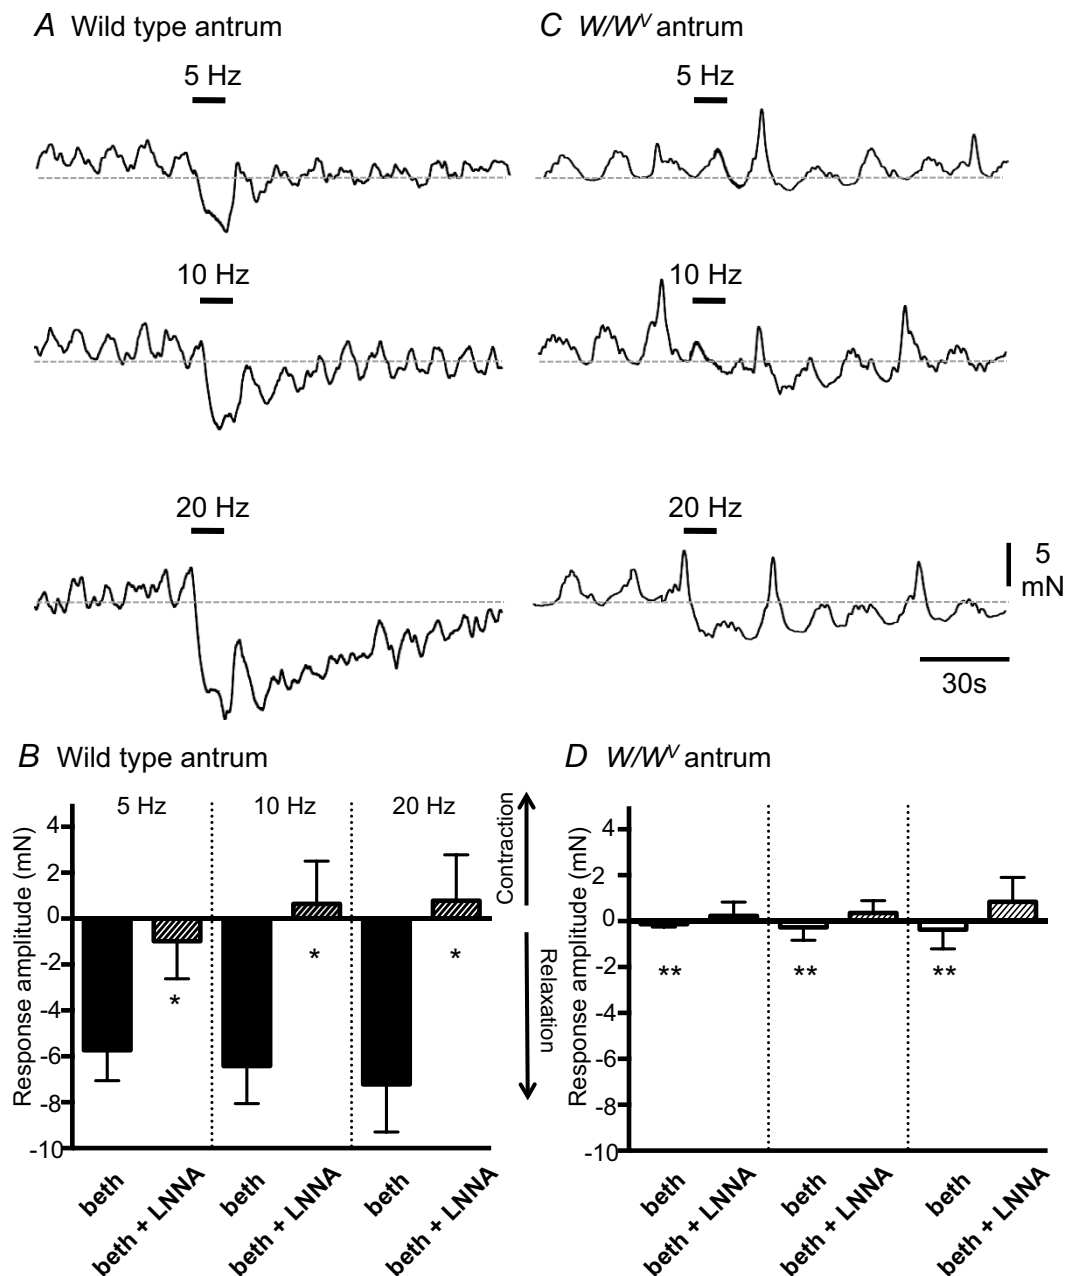 A Wild type antrum
C W/Wᵛ antrum
5 Hz
5 Hz
10 Hz
10 Hz
20 Hz
20 Hz
5
mN
30s
B Wild type antrum
D W/Wᵛ antrum
5 Hz
10 Hz
20 Hz
Response amplitude (mN)
4
2
0
-2
-4
-6
-8
-10
*
*
*
beth
beth + LNNA
beth
beth + LNNA
beth
beth + LNNA
Contraction
Relaxation
Response amplitude (mN)
4
2
0
-2
-4
-6
-8
-10
**
**
**
beth
beth + LNNA
beth
beth + LNNA
beth
beth + LNNA